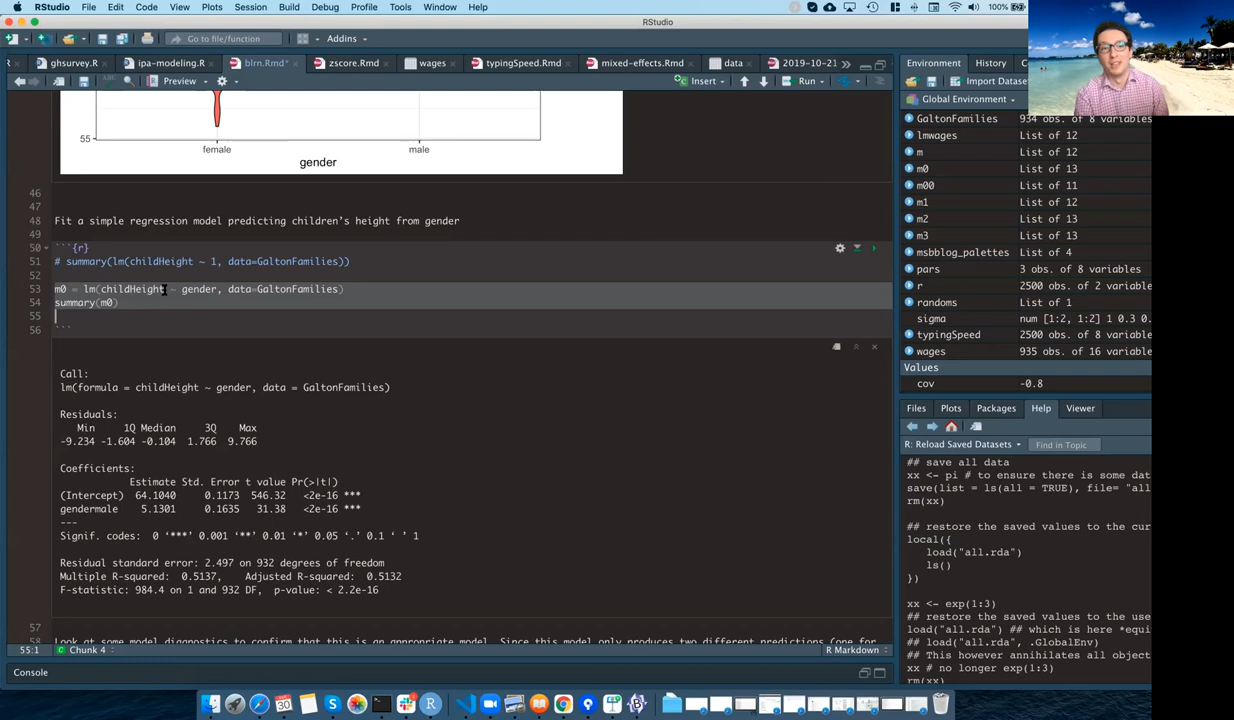 RStudio File Edit Code View Plots Session Build Debug Profile Tools Window Help 100%
RStudio
Go to file/function Addins
R ghsurvey.R ipa-modeling.R blrn.Rmd* zscore.Rmd wages typingSpeed.Rmd mixed-effects.Rmd data 2019-10-21
Preview Insert Run
55
female male
gender
46
47
48 Fit a simple regression model predicting children's height from gender
49
50 ```{r}
51 # summary(lm(childHeight ~ 1, data=GaltonFamilies))
52
53 m0 = lm(childHeight ~ gender, data=GaltonFamilies)
54 summary(m0)
55
56 ```
Call:
lm(formula = childHeight ~ gender, data = GaltonFamilies)
Residuals:
Min 1Q Median 3Q Max
-9.234 -1.604 -0.104 1.766 9.766
Coefficients:
Estimate Std. Error t value Pr(>|t|)
(Intercept) 64.1040 0.1173 546.32 <2e-16 ***
gendermale 5.1301 0.1635 31.38 <2e-16 ***
---
Signif. codes: 0 ‘***’ 0.001 ‘**’ 0.01 ‘*’ 0.05 ‘.’ 0.1 ‘ ’ 1
Residual standard error: 2.497 on 932 degrees of freedom
Multiple R-squared: 0.5137, Adjusted R-squared: 0.5132
F-statistic: 984.4 on 1 and 932 DF, p-value: < 2.2e-16
57
58 Look at some model diagnostics to confirm that this is an appropriate model. Since this model only produces two different predictions (one for
55:1 Chunk 4 R Markdown
Console
Environment History C
Import Datase
Global Environment
GaltonFamilies 934 obs. of 8 variables
lmwages List of 12
m List of 12
m0 List of 13
m00 List of 11
m1 List of 12
m2 List of 13
m3 List of 13
msbblog_palettes List of 4
pars 3 obs. of 8 variables
r 2500 obs. of 2 variable
randoms List of 1
sigma num [1:2, 1:2] 1 0.3 0.
typingSpeed 2500 obs. of 8 variable
wages 935 obs. of 16 variable
Values
cov -0.8
Files Plots Packages Help Viewer
R: Reload Saved Datasets Find in Topic
## save all data
xx <- pi # to ensure there is some dat
save(list = ls(all = TRUE), file= "all
rm(xx)
## restore the saved values to the cur
local({
load("all.rda")
ls()
})
xx <- exp(1:3)
## restore the saved values to the use
load("all.rda") ## which is here *equi
## load("all.rda", .GlobalEnv)
## This however annihilates all object
xx # no longer exp(1:3)
rm(xx)
30